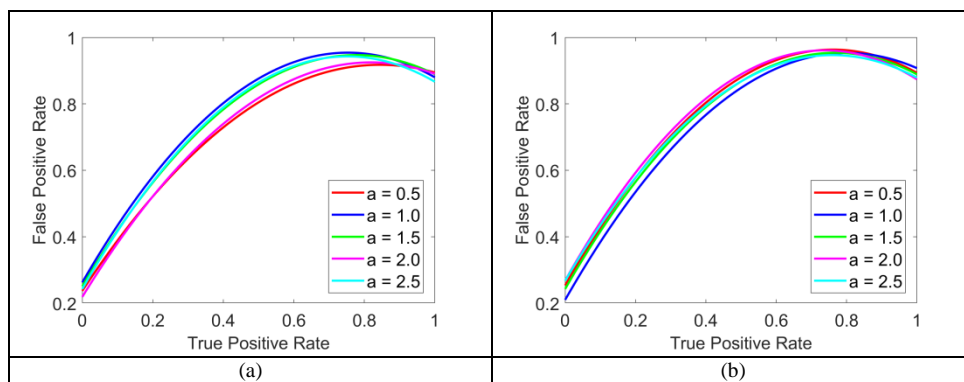 1
0.8
0.6
0.4
0.2
False Positive Rate
a = 0.5
a = 1.0
a = 1.5
a = 2.0
a = 2.5
0 0.2 0.4 0.6 0.8 1
True Positive Rate
(a)
1
0.8
0.6
0.4
0.2
False Positive Rate
a = 0.5
a = 1.0
a = 1.5
a = 2.0
a = 2.5
0 0.2 0.4 0.6 0.8 1
True Positive Rate
(b)